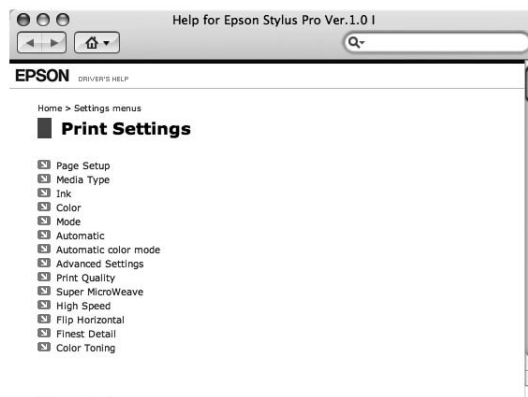 Help for Epson Stylus Pro Ver.1.0 I
EPSON DRIVER'S HELP
Home > Settings menus
Print Settings
Page Setup
Media Type
Ink
Color
Mode
Automatic
Automatic color mode
Advanced Settings
Print Quality
Super MicroWeave
High Speed
Flip Horizontal
Finest Detail
Color Toning